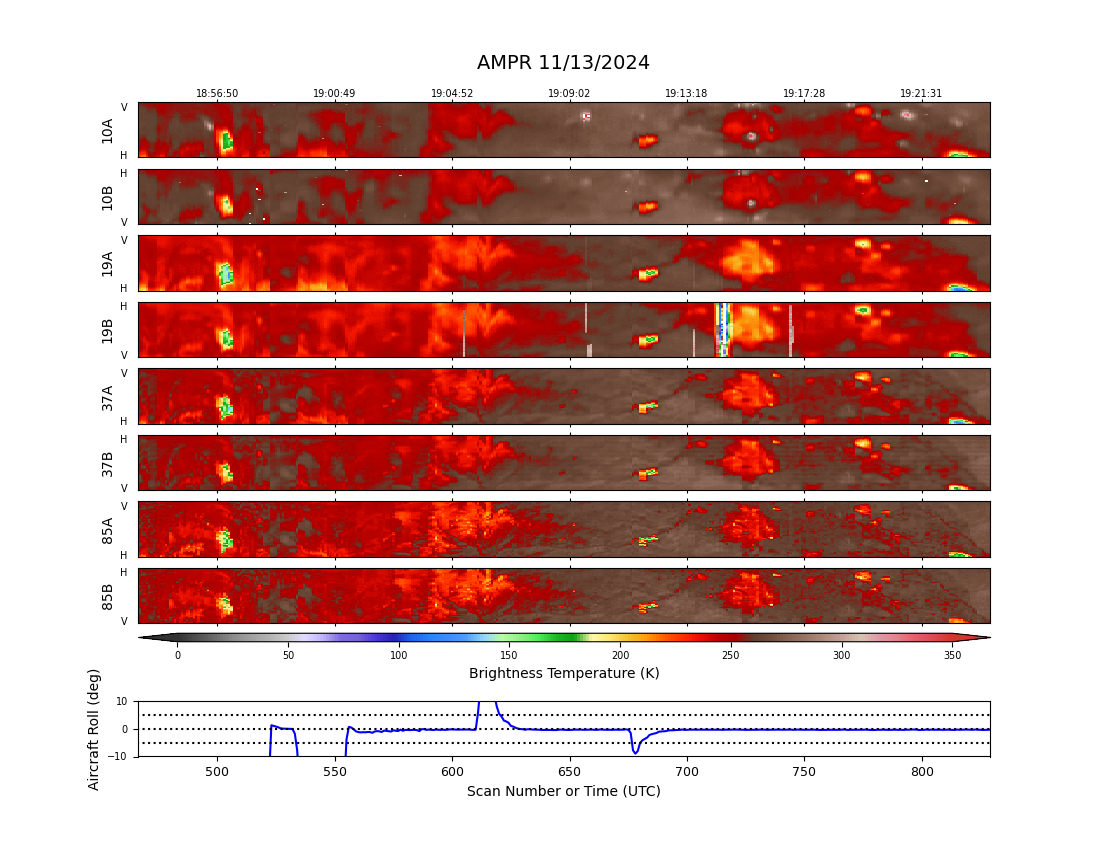 AMPR 11/13/2024
18:56:50 19:00:49 19:04:52 19:09:02 19:13:18 19:17:28 19:21:31
V
10A
H
H
10B
V
V
19A
H
H
19B
V
V
37A
H
H
37B
V
V
85A
H
H
85B
V
0 50 100 150 200 250 300 350
Brightness Temperature (K)
Aircraft Roll (deg)
10
0
−10
500 550 600 650 700 750 800
Scan Number or Time (UTC)